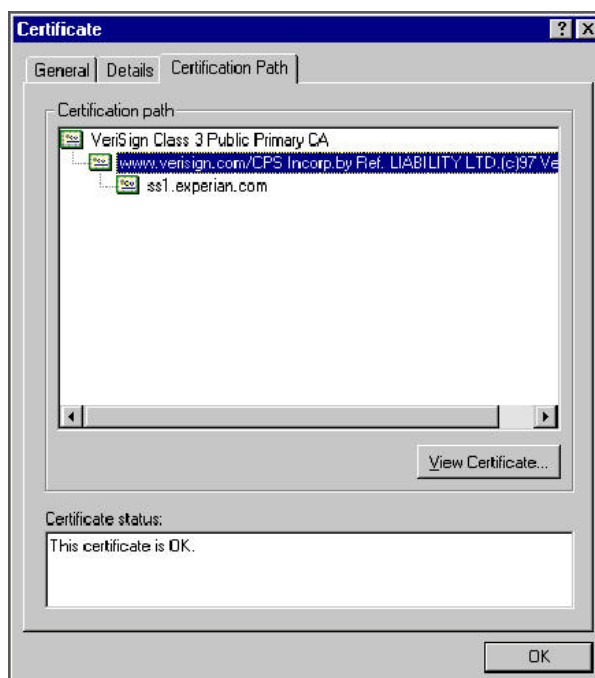 Certificate
General Details Certification Path
Certification path
VeriSign Class 3 Public Primary CA
www.verisign.com/CPS Incorp.by Ref. LIABILITY LTD.(c)97 Ve
ss1.experian.com
View Certificate...
Certificate status:
This certificate is OK.
OK